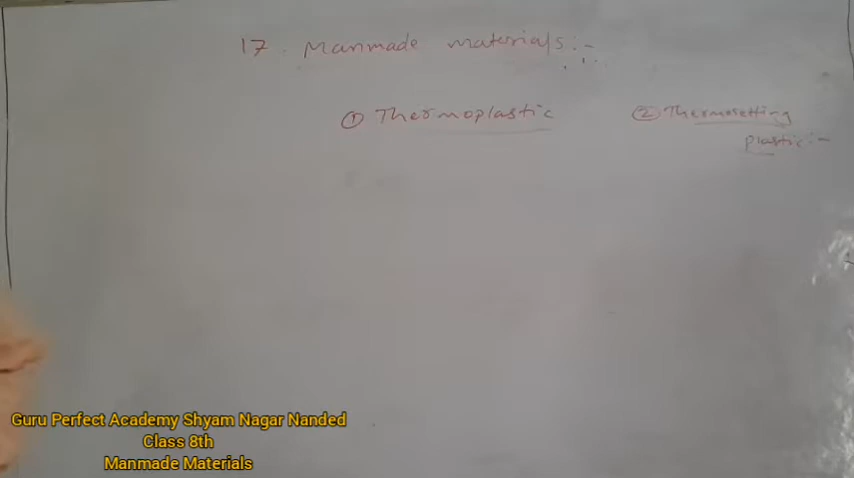 17. Manmade materials:-
① Thermoplastic
② Thermosetting
plastic:-
Guru Perfect Academy Shyam Nagar Nanded
Class 8th
Manmade Materials